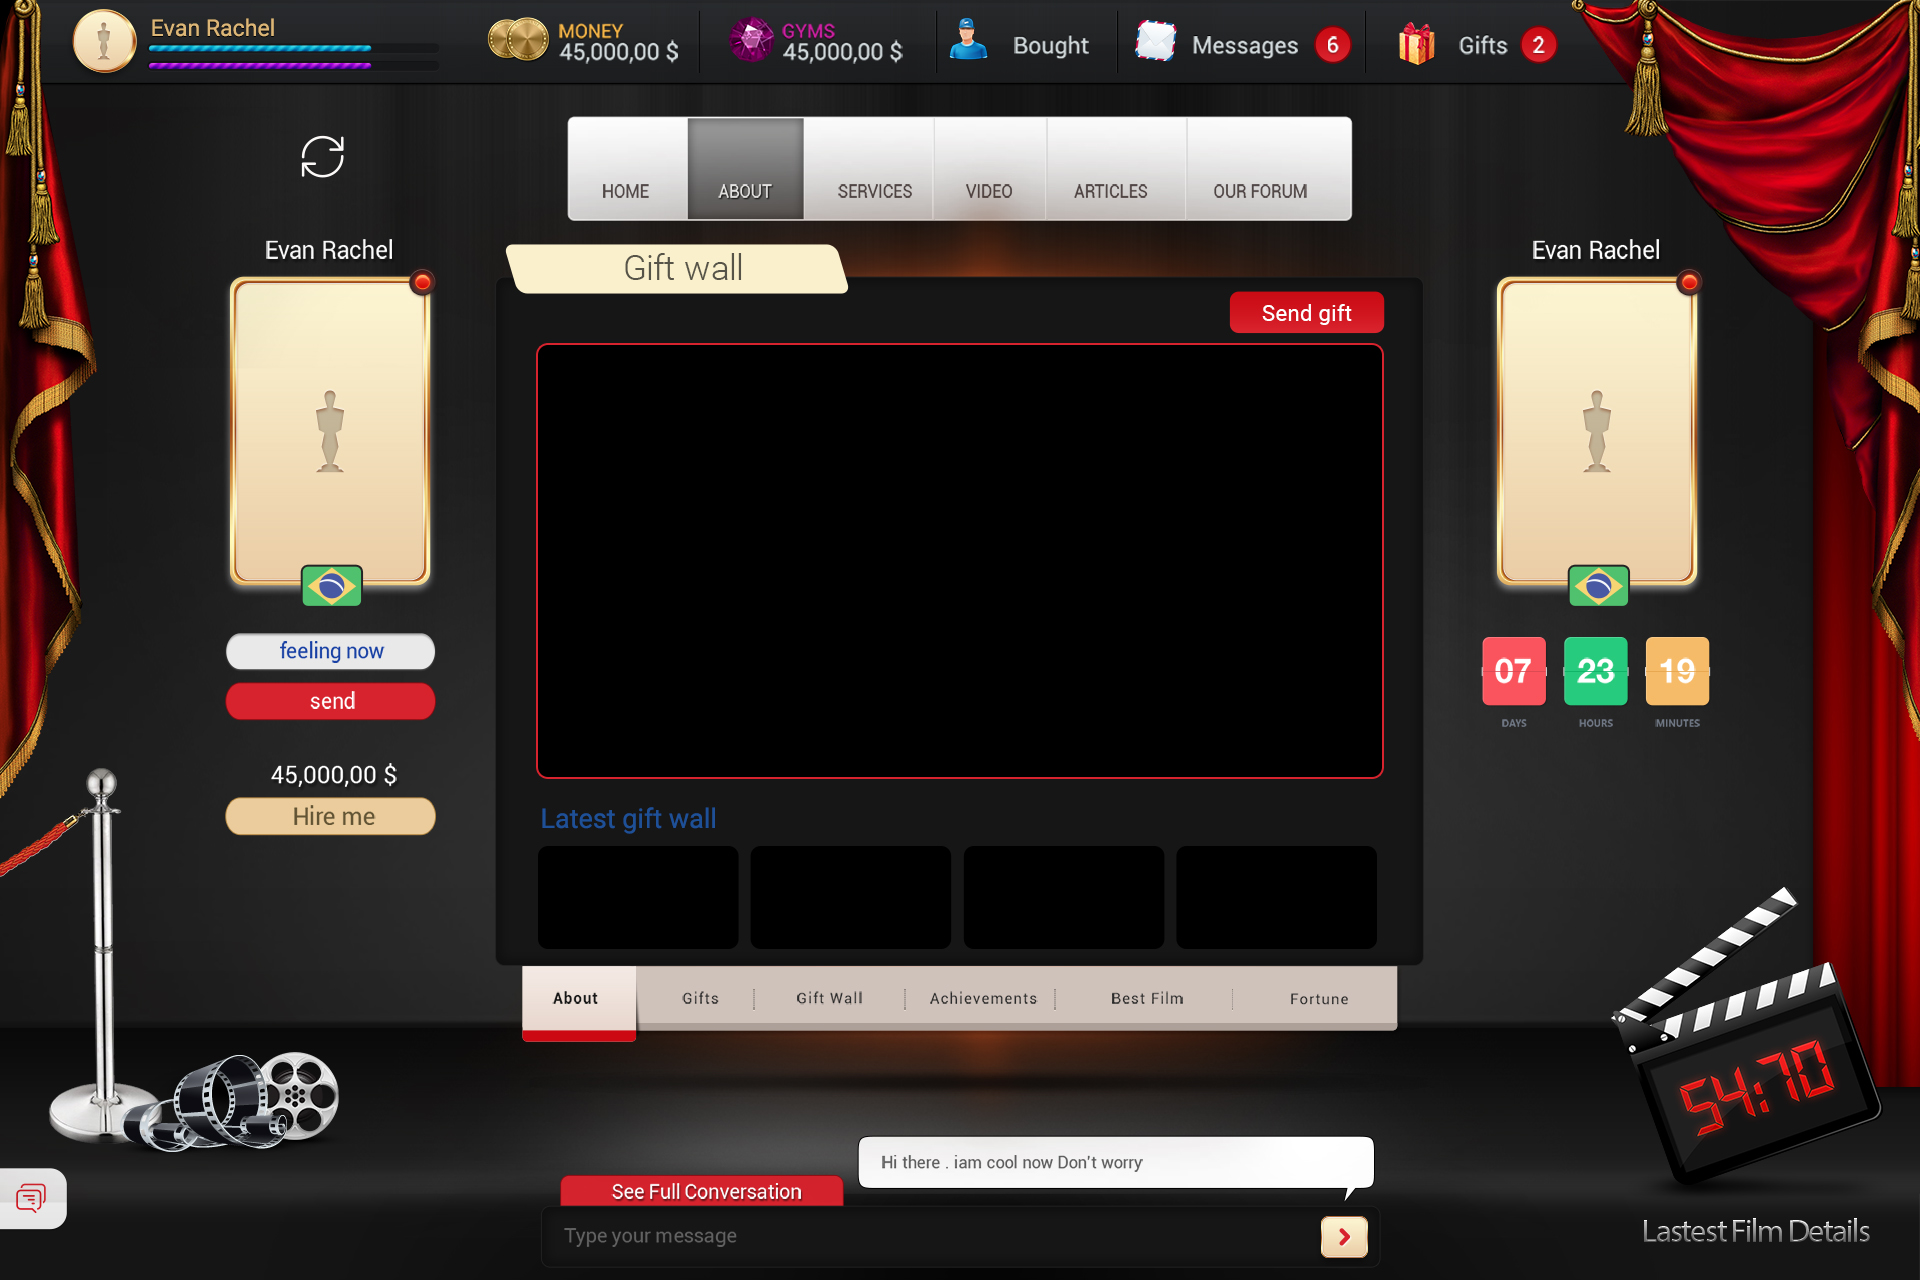 Evan Rachel
MONEY
45,000,00 $
GYMS
45,000,00 $
Bought
Messages 6
Gifts 2
HOME ABOUT SERVICES VIDEO ARTICLES OUR FORUM
Evan Rachel
Gift wall
Evan Rachel
Send gift
feeling now
send
07 23 19
DAYS HOURS MINUTES
45,000,00 $
Hire me
Latest gift wall
About Gifts Gift Wall Achievements Best Film Fortune
54:70
Hi there . iam cool now Don't worry
See Full Conversation
Type your message
Lastest Film Details